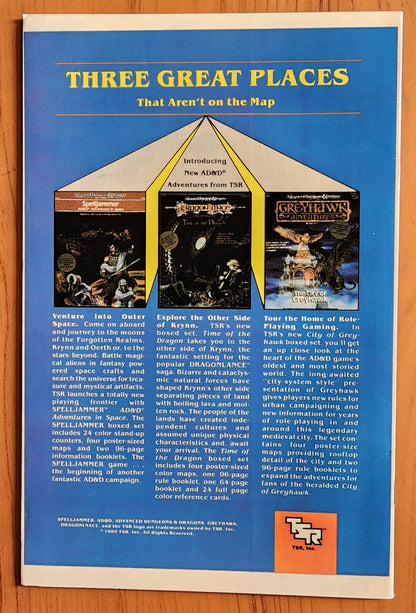 THREE GREAT PLACES
That Aren't on the Map
Introducing
New AD&D®
Adventures from TSR
Spelljammer
AD&D® Adventures in Space
DRAGONLANCE
Time of the Dragon
GREYHAWK
ADVENTURES
The City of
Greyhawk
Venture into Outer
Space. Come on aboard
and journey to the moons
of the Forgotten Realms,
Krynn and Oerth or, to the
stars beyond. Battle magi-
cal aliens in fantasy pow-
ered space crafts and
search the universe for trea-
sure and mystical artifacts.
TSR launches a totally new
playing frontier with
SPELLJAMMER™, AD&D®
Adventures in Space. The
SPELLJAMMER boxed set
includes 24 color stand-up
counters, four poster-sized
maps and two 96-page
information booklets. The
SPELLJAMMER game . . .
the beginning of another
fantastic AD&D campaign.
Explore the Other Side
of Krynn. TSR's new
boxed set, Time of the
Dragon takes you to the
other side of Krynn, the
fantastic setting for the
popular DRAGONLANCE®
saga. Bizarre and cataclys-
mic natural forces have
shaped Krynn's other side
separating pieces of land
with boiling lava and mol-
ten rock. The people of the
lands have created inde-
pendent cultures and
assumed unique physical
characteristics and await
your arrival. The Time of
the Dragon boxed set
includes four poster-sized
color maps, one 96-page
rule booklet, one 64-page
booklet and 24 full page
color reference cards.
Tour the Home of Role-
Playing Gaming. In
TSR's new City of Grey-
hawk boxed set, you'll get
an up close look at the
heart of the AD&D game's
oldest and most storied
world. The long-awaited
"city-system style" pre-
sentation of Greyhawk
gives players new rules for
urban campaigning and
new information for years
of role-playing in and
around this legendary
medieval city. The set con-
tains four poster-size
maps providing rooftop
detail of the city and two
96-page rule booklets to
expand the adventures for
fans of the heralded City
of Greyhawk.
SPELLJAMMER, AD&D, ADVANCED DUNGEONS & DRAGONS, GREYHAWK,
DRAGONLANCE, and the TSR logo are trademarks owned by TSR, Inc.
©1989 TSR, Inc. All Rights Reserved.
TSR
TSR, Inc.